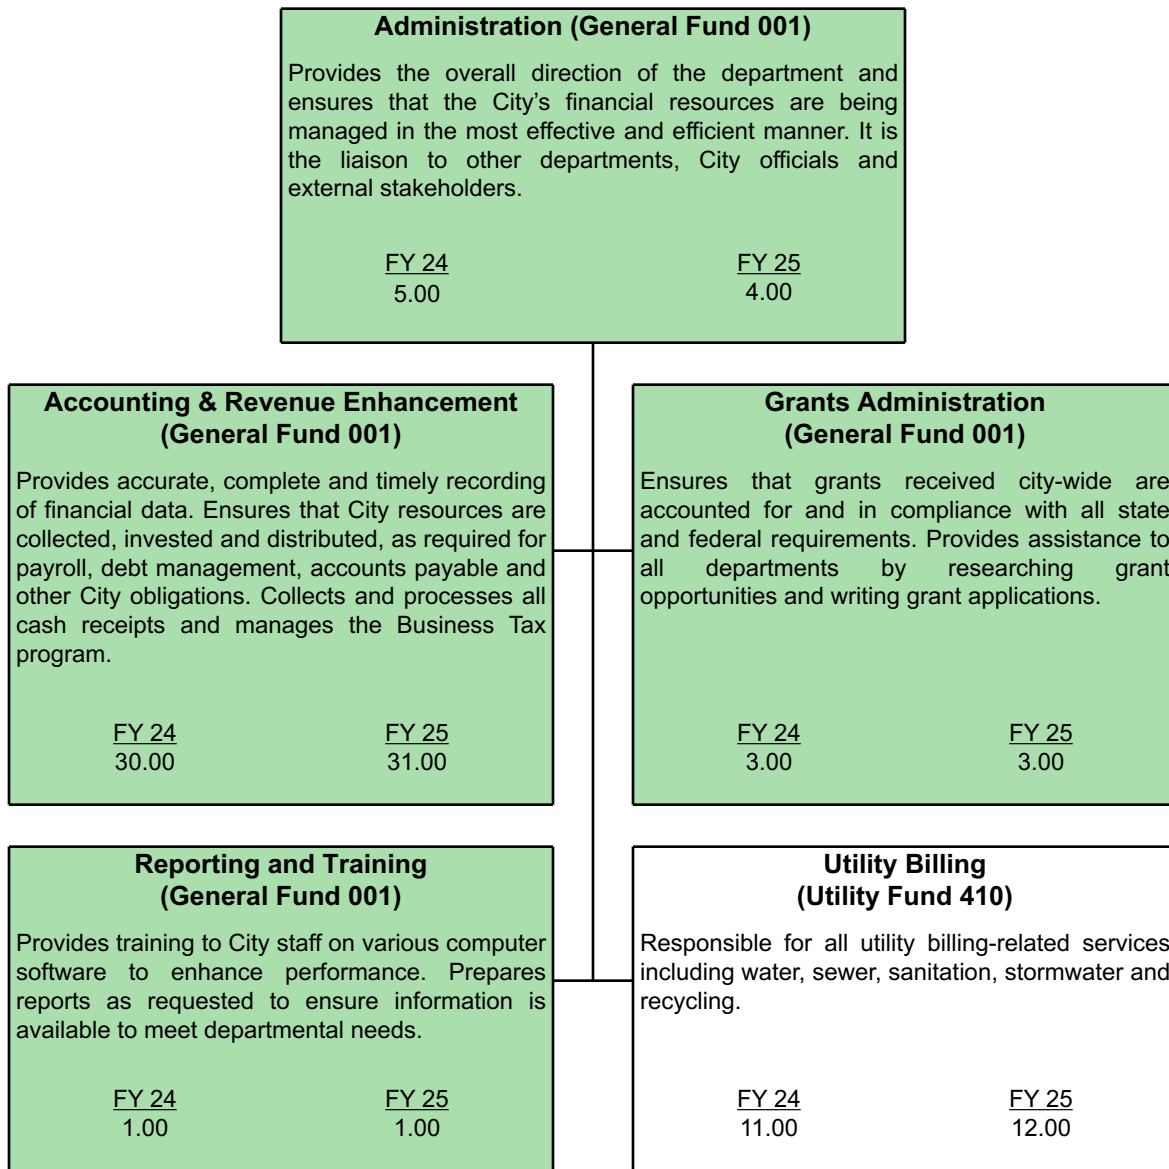 Administration (General Fund 001)
Provides the overall direction of the department and
ensures that the City’s financial resources are being
managed in the most effective and efficient manner. It is
the liaison to other departments, City officials and
external stakeholders.
FY 24 FY 25
5.00 4.00
Accounting & Revenue Enhancement
(General Fund 001)
Provides accurate, complete and timely recording
of financial data. Ensures that City resources are
collected, invested and distributed, as required for
payroll, debt management, accounts payable and
other City obligations. Collects and processes all
cash receipts and manages the Business Tax
program.
FY 24 FY 25
30.00 31.00
Grants Administration
(General Fund 001)
Ensures that grants received city-wide are
accounted for and in compliance with all state
and federal requirements. Provides assistance to
all departments by researching grant
opportunities and writing grant applications.
FY 24 FY 25
3.00 3.00
Reporting and Training
(General Fund 001)
Provides training to City staff on various computer
software to enhance performance. Prepares
reports as requested to ensure information is
available to meet departmental needs.
FY 24 FY 25
1.00 1.00
Utility Billing
(Utility Fund 410)
Responsible for all utility billing-related services
including water, sewer, sanitation, stormwater and
recycling.
FY 24 FY 25
11.00 12.00